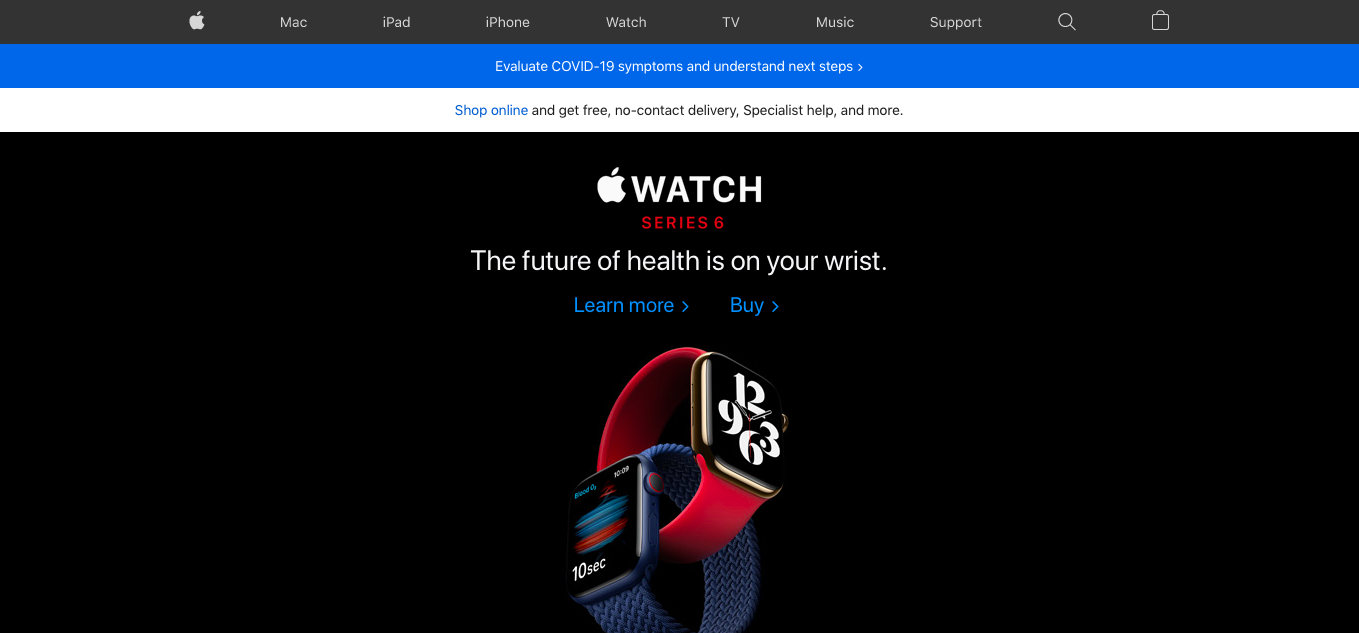 Mac iPad iPhone Watch TV Music Support
Evaluate COVID-19 symptoms and understand next steps ›
Shop online and get free, no-contact delivery, Specialist help, and more.
WATCH
SERIES 6
The future of health is on your wrist.
Learn more › Buy ›
12
9 3
6
10:09
Blood O₂
10sec